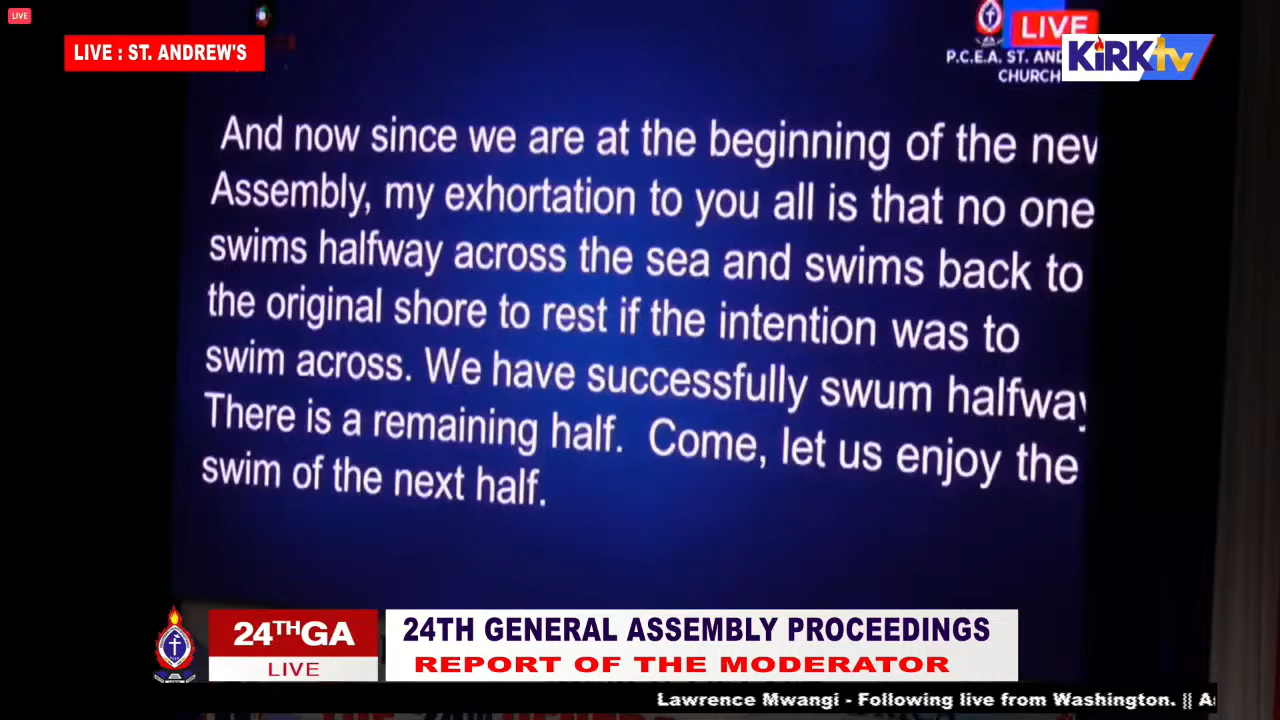 LIVE
LIVE : ST. ANDREW'S
LIVE
P.C.E.A. ST.
CHURCH
KiRKtv
And now since we are at the beginning of the
Assembly, my exhortation to you all is that no one
swims halfway across the sea and swims back to
the original shore to rest if the intention was to
swim across. We have successfully swum halfway
There is a remaining half. Come, let us enjoy the
swim of the next half.
24THGA
LIVE
24TH GENERAL ASSEMBLY PROCEEDINGS
REPORT OF THE MODERATOR
Lawrence Mwangi - Following live from Washington. ||